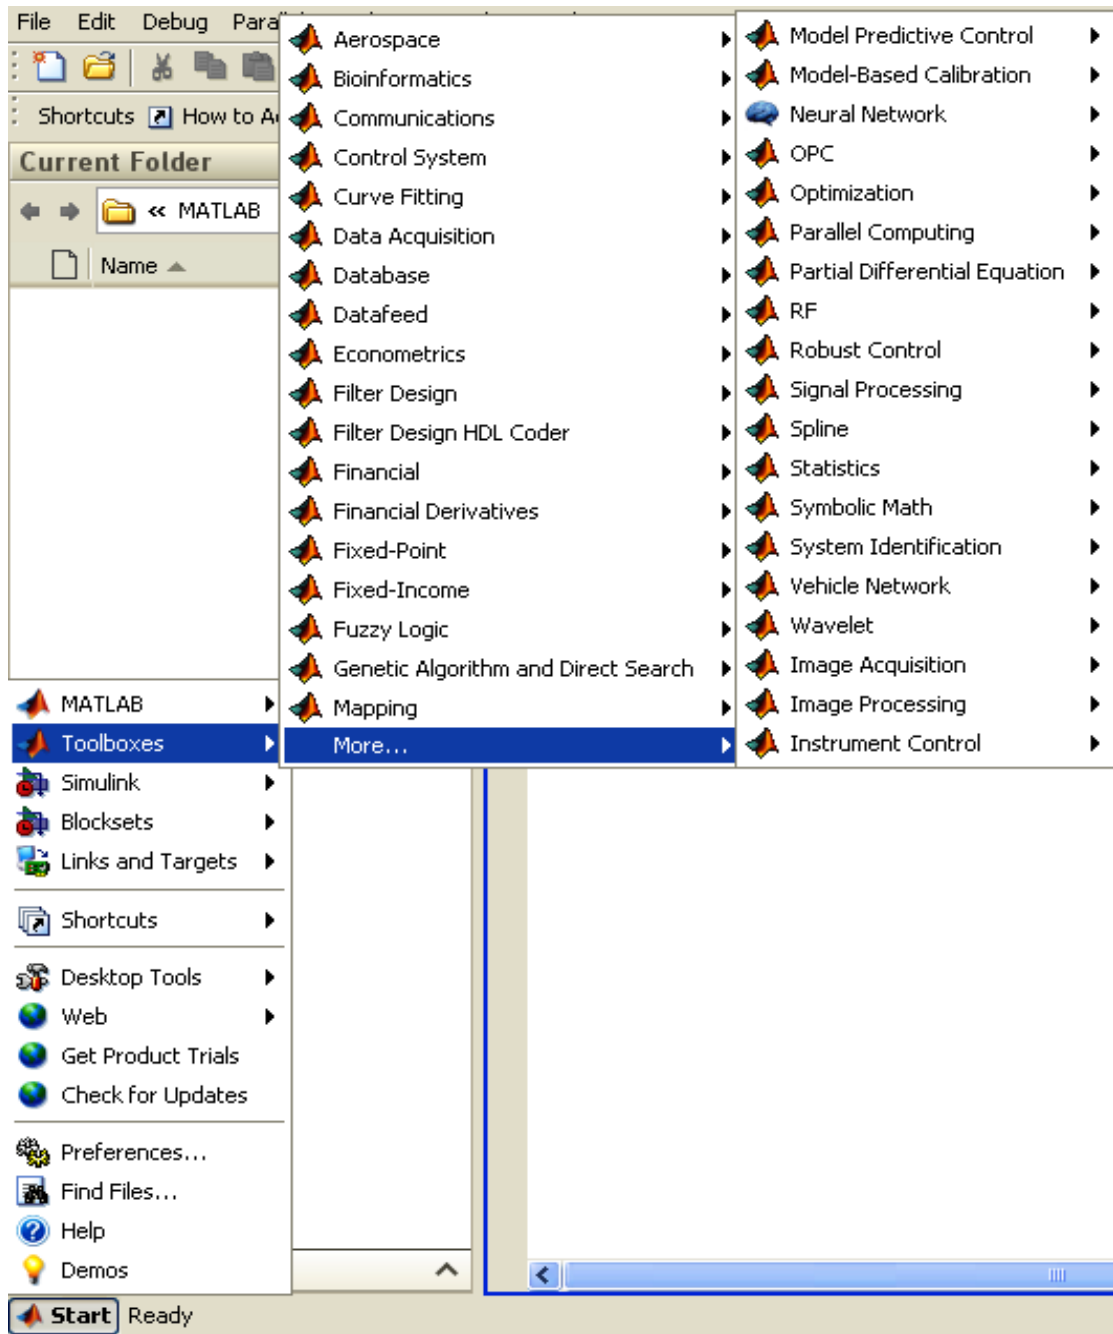 File Edit Debug
Shortcuts How to
Current Folder
« MATLAB
Name
Aerospace
Bioinformatics
Communications
Control System
Curve Fitting
Data Acquisition
Database
Datafeed
Econometrics
Filter Design
Filter Design HDL Coder
Financial
Financial Derivatives
Fixed-Point
Fixed-Income
Fuzzy Logic
Genetic Algorithm and Direct Search
Mapping
More...
Model Predictive Control
Model-Based Calibration
Neural Network
OPC
Optimization
Parallel Computing
Partial Differential Equation
RF
Robust Control
Signal Processing
Spline
Statistics
Symbolic Math
System Identification
Vehicle Network
Wavelet
Image Acquisition
Image Processing
Instrument Control
MATLAB
Toolboxes
Simulink
Blocksets
Links and Targets
Shortcuts
Desktop Tools
Web
Get Product Trials
Check for Updates
Preferences...
Find Files...
Help
Demos
Start Ready